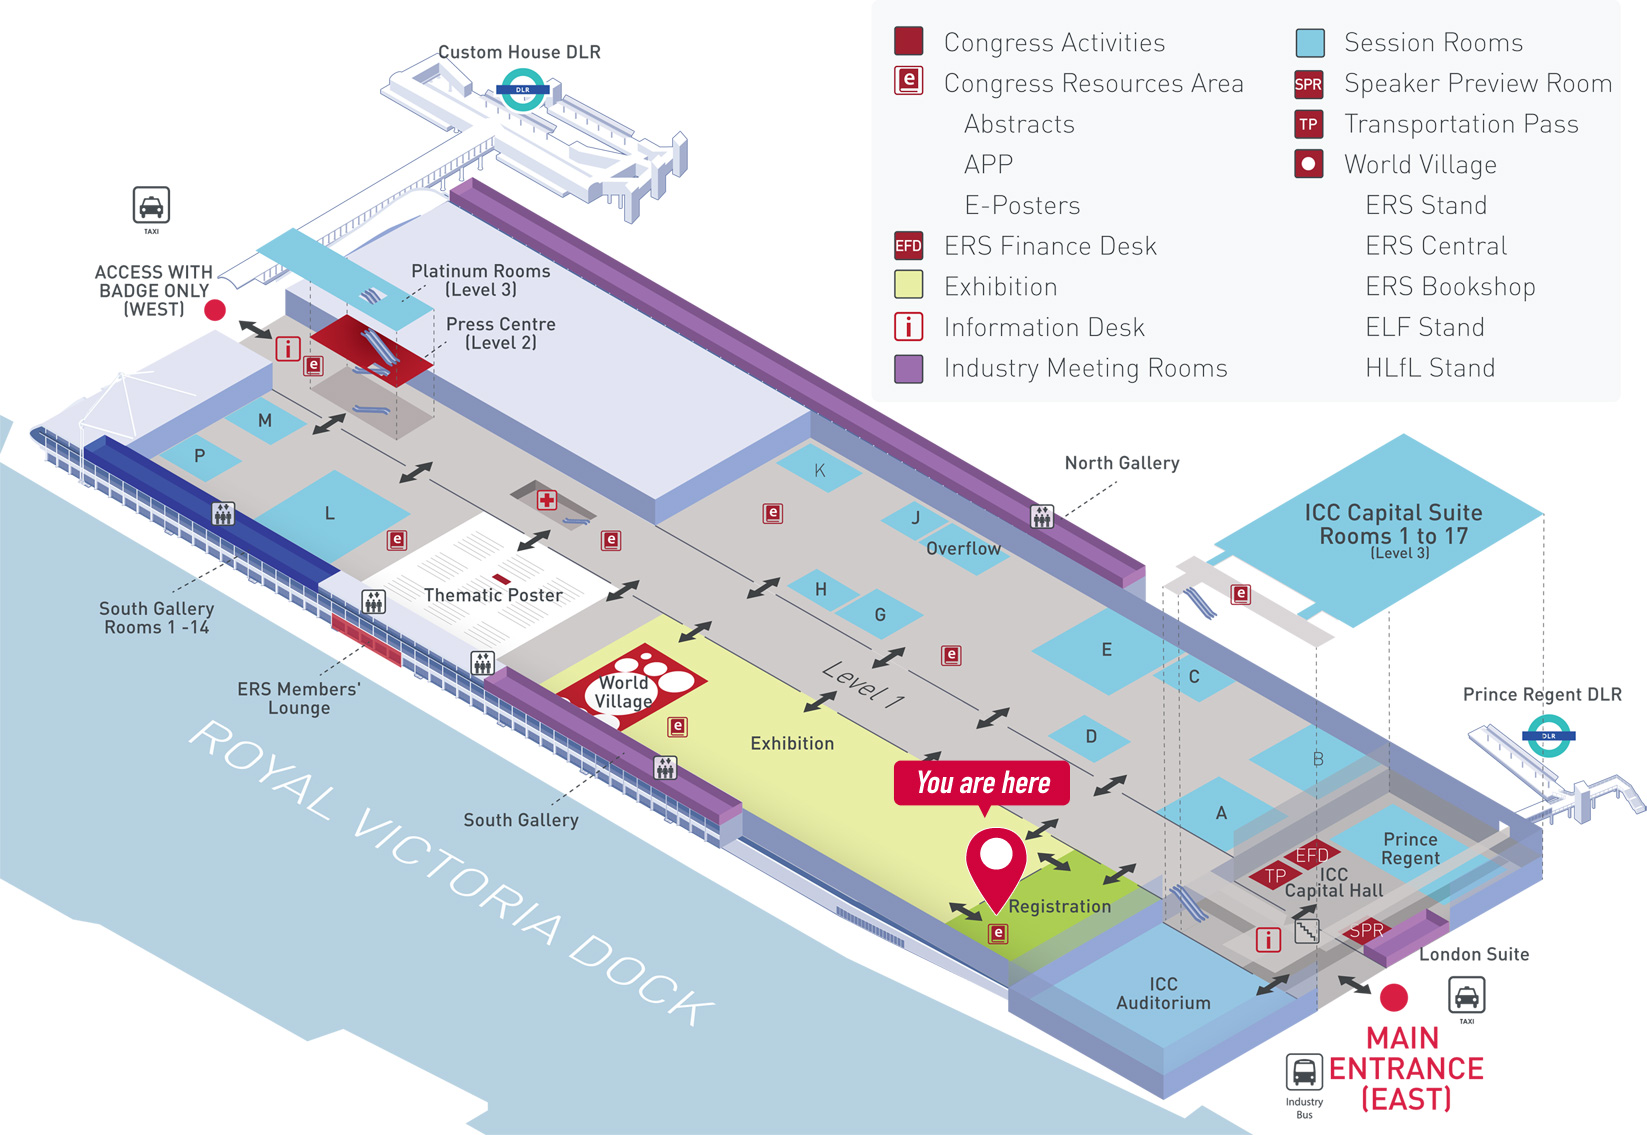 Congress Activities
e
Congress Resources Area
Abstracts
APP
E-Posters
EFD
ERS Finance Desk
Exhibition
i
Information Desk
Industry Meeting Rooms
Session Rooms
SPR
Speaker Preview Room
TP
Transportation Pass
World Village
ERS Stand
ERS Central
ERS Bookshop
ELF Stand
HLfL Stand
Custom House DLR
DLR
TAXI
ACCESS WITH
BADGE ONLY
(WEST)
Platinum Rooms
(Level 3)
Press Centre
(Level 2)
i
e
M
P
L
e
e
e
K
J
Overflow
North Gallery
ICC Capital Suite
Rooms 1 to 17
(Level 3)
e
South Gallery
Rooms 1 -14
Thematic Poster
H
G
E
C
e
ERS Members'
Lounge
World
Village
e
Level 1
Exhibition
D
B
A
Prince Regent DLR
DLR
You are here
South Gallery
ROYAL VICTORIA DOCK
Registration
e
EFD
TP
ICC
Capital Hall
Prince
Regent
i
SPR
London Suite
ICC
Auditorium
TAXI
MAIN
ENTRANCE
(EAST)
Industry
Bus